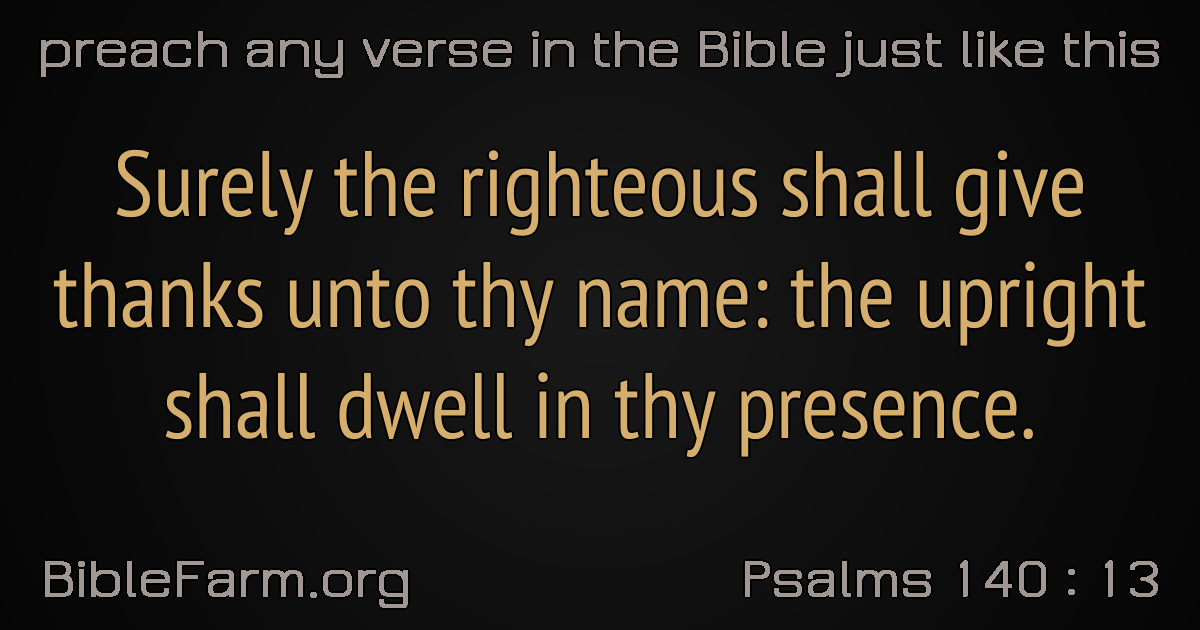 preach any verse in the Bible just like this
Surely the righteous shall give
thanks unto thy name: the upright
shall dwell in thy presence.
BibleFarm.org
Psalms 140 : 13